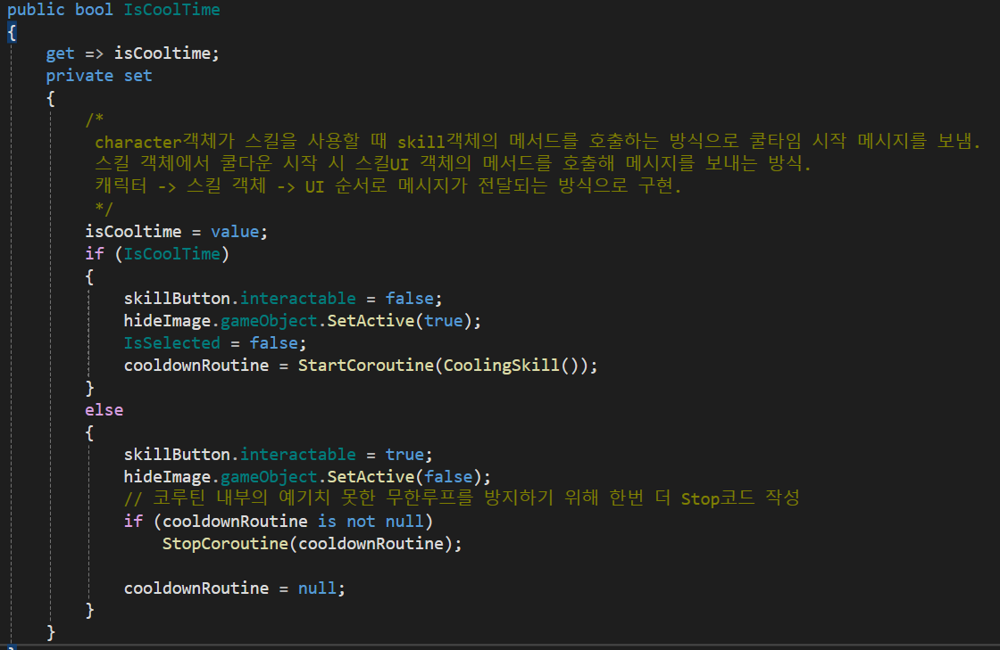 public bool IsCoolTime
{
    get => isCooltime;
    private set
    {
        /*
         character객체가 스킬을 사용할 때 skill객체의 메서드를 호출하는 방식으로 쿨타임 시작 메시지를 보냄.
         스킬 객체에서 쿨다운 시작 시 스킬UI 객체의 메서드를 호출해 메시지를 보내는 방식.
         캐릭터 -> 스킬 객체 -> UI 순서로 메시지가 전달되는 방식으로 구현.
         */
        isCooltime = value;
        if (IsCoolTime)
        {
            skillButton.interactable = false;
            hideImage.gameObject.SetActive(true);
            IsSelected = false;
            cooldownRoutine = StartCoroutine(CoolingSkill());
        }
        else
        {
            skillButton.interactable = true;
            hideImage.gameObject.SetActive(false);
            // 코루틴 내부의 예기치 못한 무한루프를 방지하기 위해 한번 더 Stop코드 작성
            if (cooldownRoutine is not null)
                StopCoroutine(cooldownRoutine);

            cooldownRoutine = null;
        }
    }